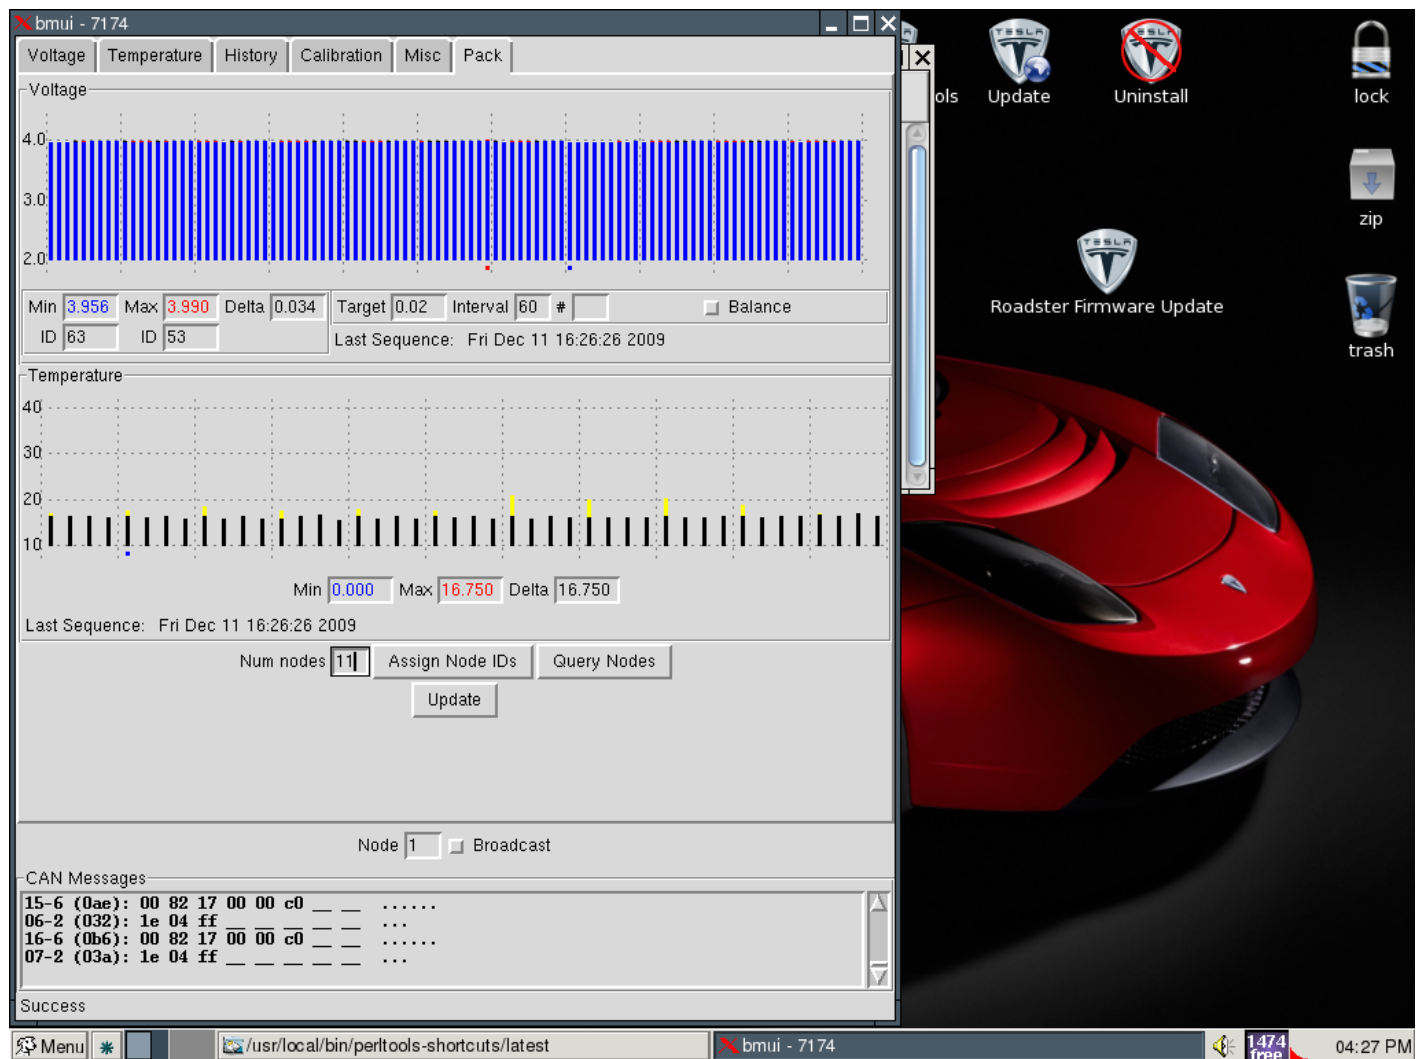 bmui - 7174
Voltage Temperature History Calibration Misc Pack
Voltage
4.0
3.0
2.0
Min 3.956 Max 3.990 Delta 0.034 Target 0.02 Interval 60 # Balance
ID 63 ID 53
Last Sequence: Fri Dec 11 16:26:26 2009
Temperature
40
30
20
10
Min 0.000 Max 16.750 Delta 16.750
Last Sequence: Fri Dec 11 16:26:26 2009
Num nodes 11 Assign Node IDs Query Nodes
Update
Node 1 Broadcast
CAN Messages
15-6 (0ae): 00 82 17 00 00 c0 __ __ ......
06-2 (032): 1e 04 ff __ __ __ __ __ ...
16-6 (0b6): 00 82 17 00 00 c0 __ __ ......
07-2 (03a): 1e 04 ff __ __ __ __ __ ...
Success
ols
TESLA
Update
TESLA
Uninstall
lock
zip
TESLA
Roadster Firmware Update
trash
Menu
/usr/local/bin/perltools-shortcuts/latest
bmui - 7174
1474
free
04:27 PM